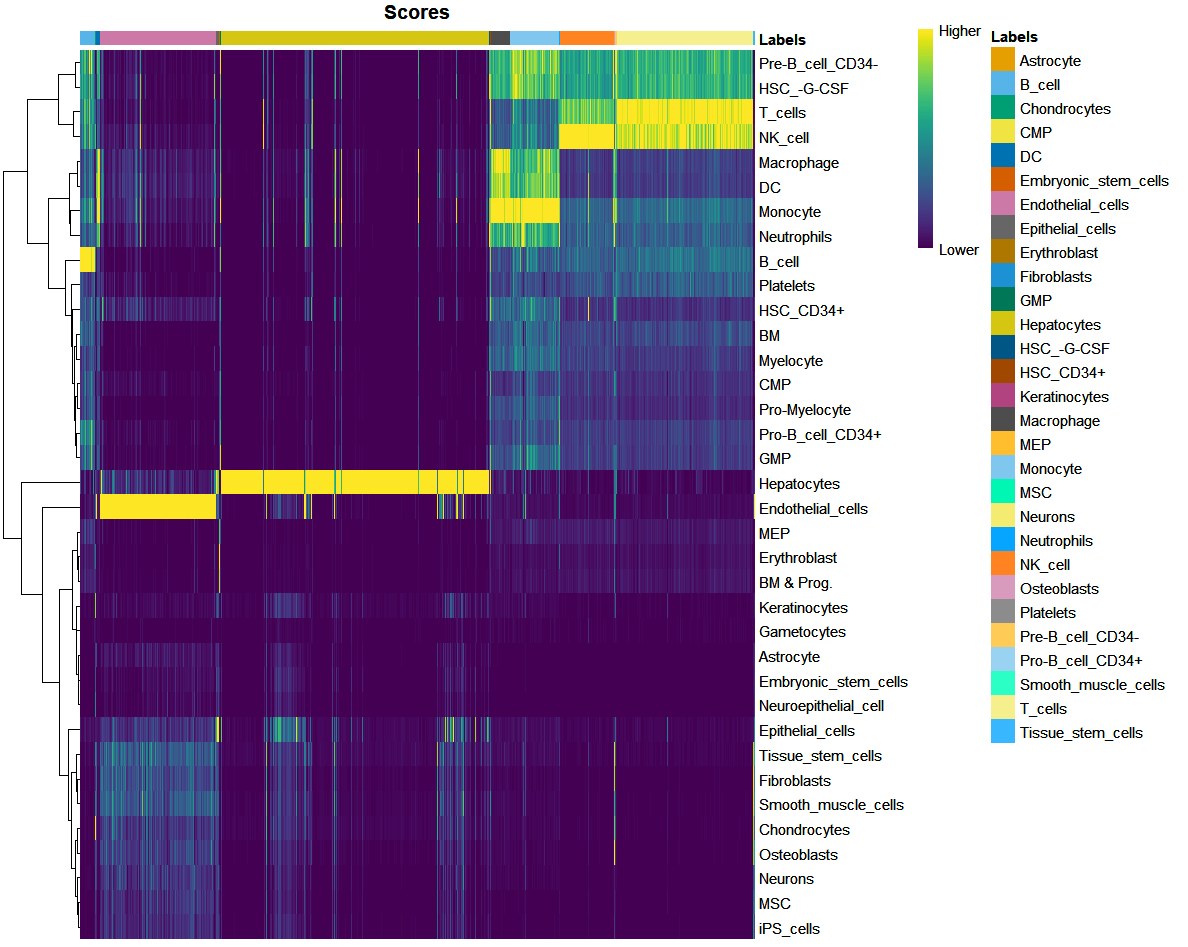 Scores
Labels
Pre-B_cell_CD34-
HSC_-G-CSF
T_cells
NK_cell
Macrophage
DC
Monocyte
Neutrophils
B_cell
Platelets
HSC_CD34+
BM
Myelocyte
CMP
Pro-Myelocyte
Pro-B_cell_CD34+
GMP
Hepatocytes
Endothelial_cells
MEP
Erythroblast
BM & Prog.
Keratinocytes
Gametocytes
Astrocyte
Embryonic_stem_cells
Neuroepithelial_cell
Epithelial_cells
Tissue_stem_cells
Fibroblasts
Smooth_muscle_cells
Chondrocytes
Osteoblasts
Neurons
MSC
iPS_cells
Higher
Lower
Labels
Astrocyte
B_cell
Chondrocytes
CMP
DC
Embryonic_stem_cells
Endothelial_cells
Epithelial_cells
Erythroblast
Fibroblasts
GMP
Hepatocytes
HSC_-G-CSF
HSC_CD34+
Keratinocytes
Macrophage
MEP
Monocyte
MSC
Neurons
Neutrophils
NK_cell
Osteoblasts
Platelets
Pre-B_cell_CD34-
Pro-B_cell_CD34+
Smooth_muscle_cells
T_cells
Tissue_stem_cells